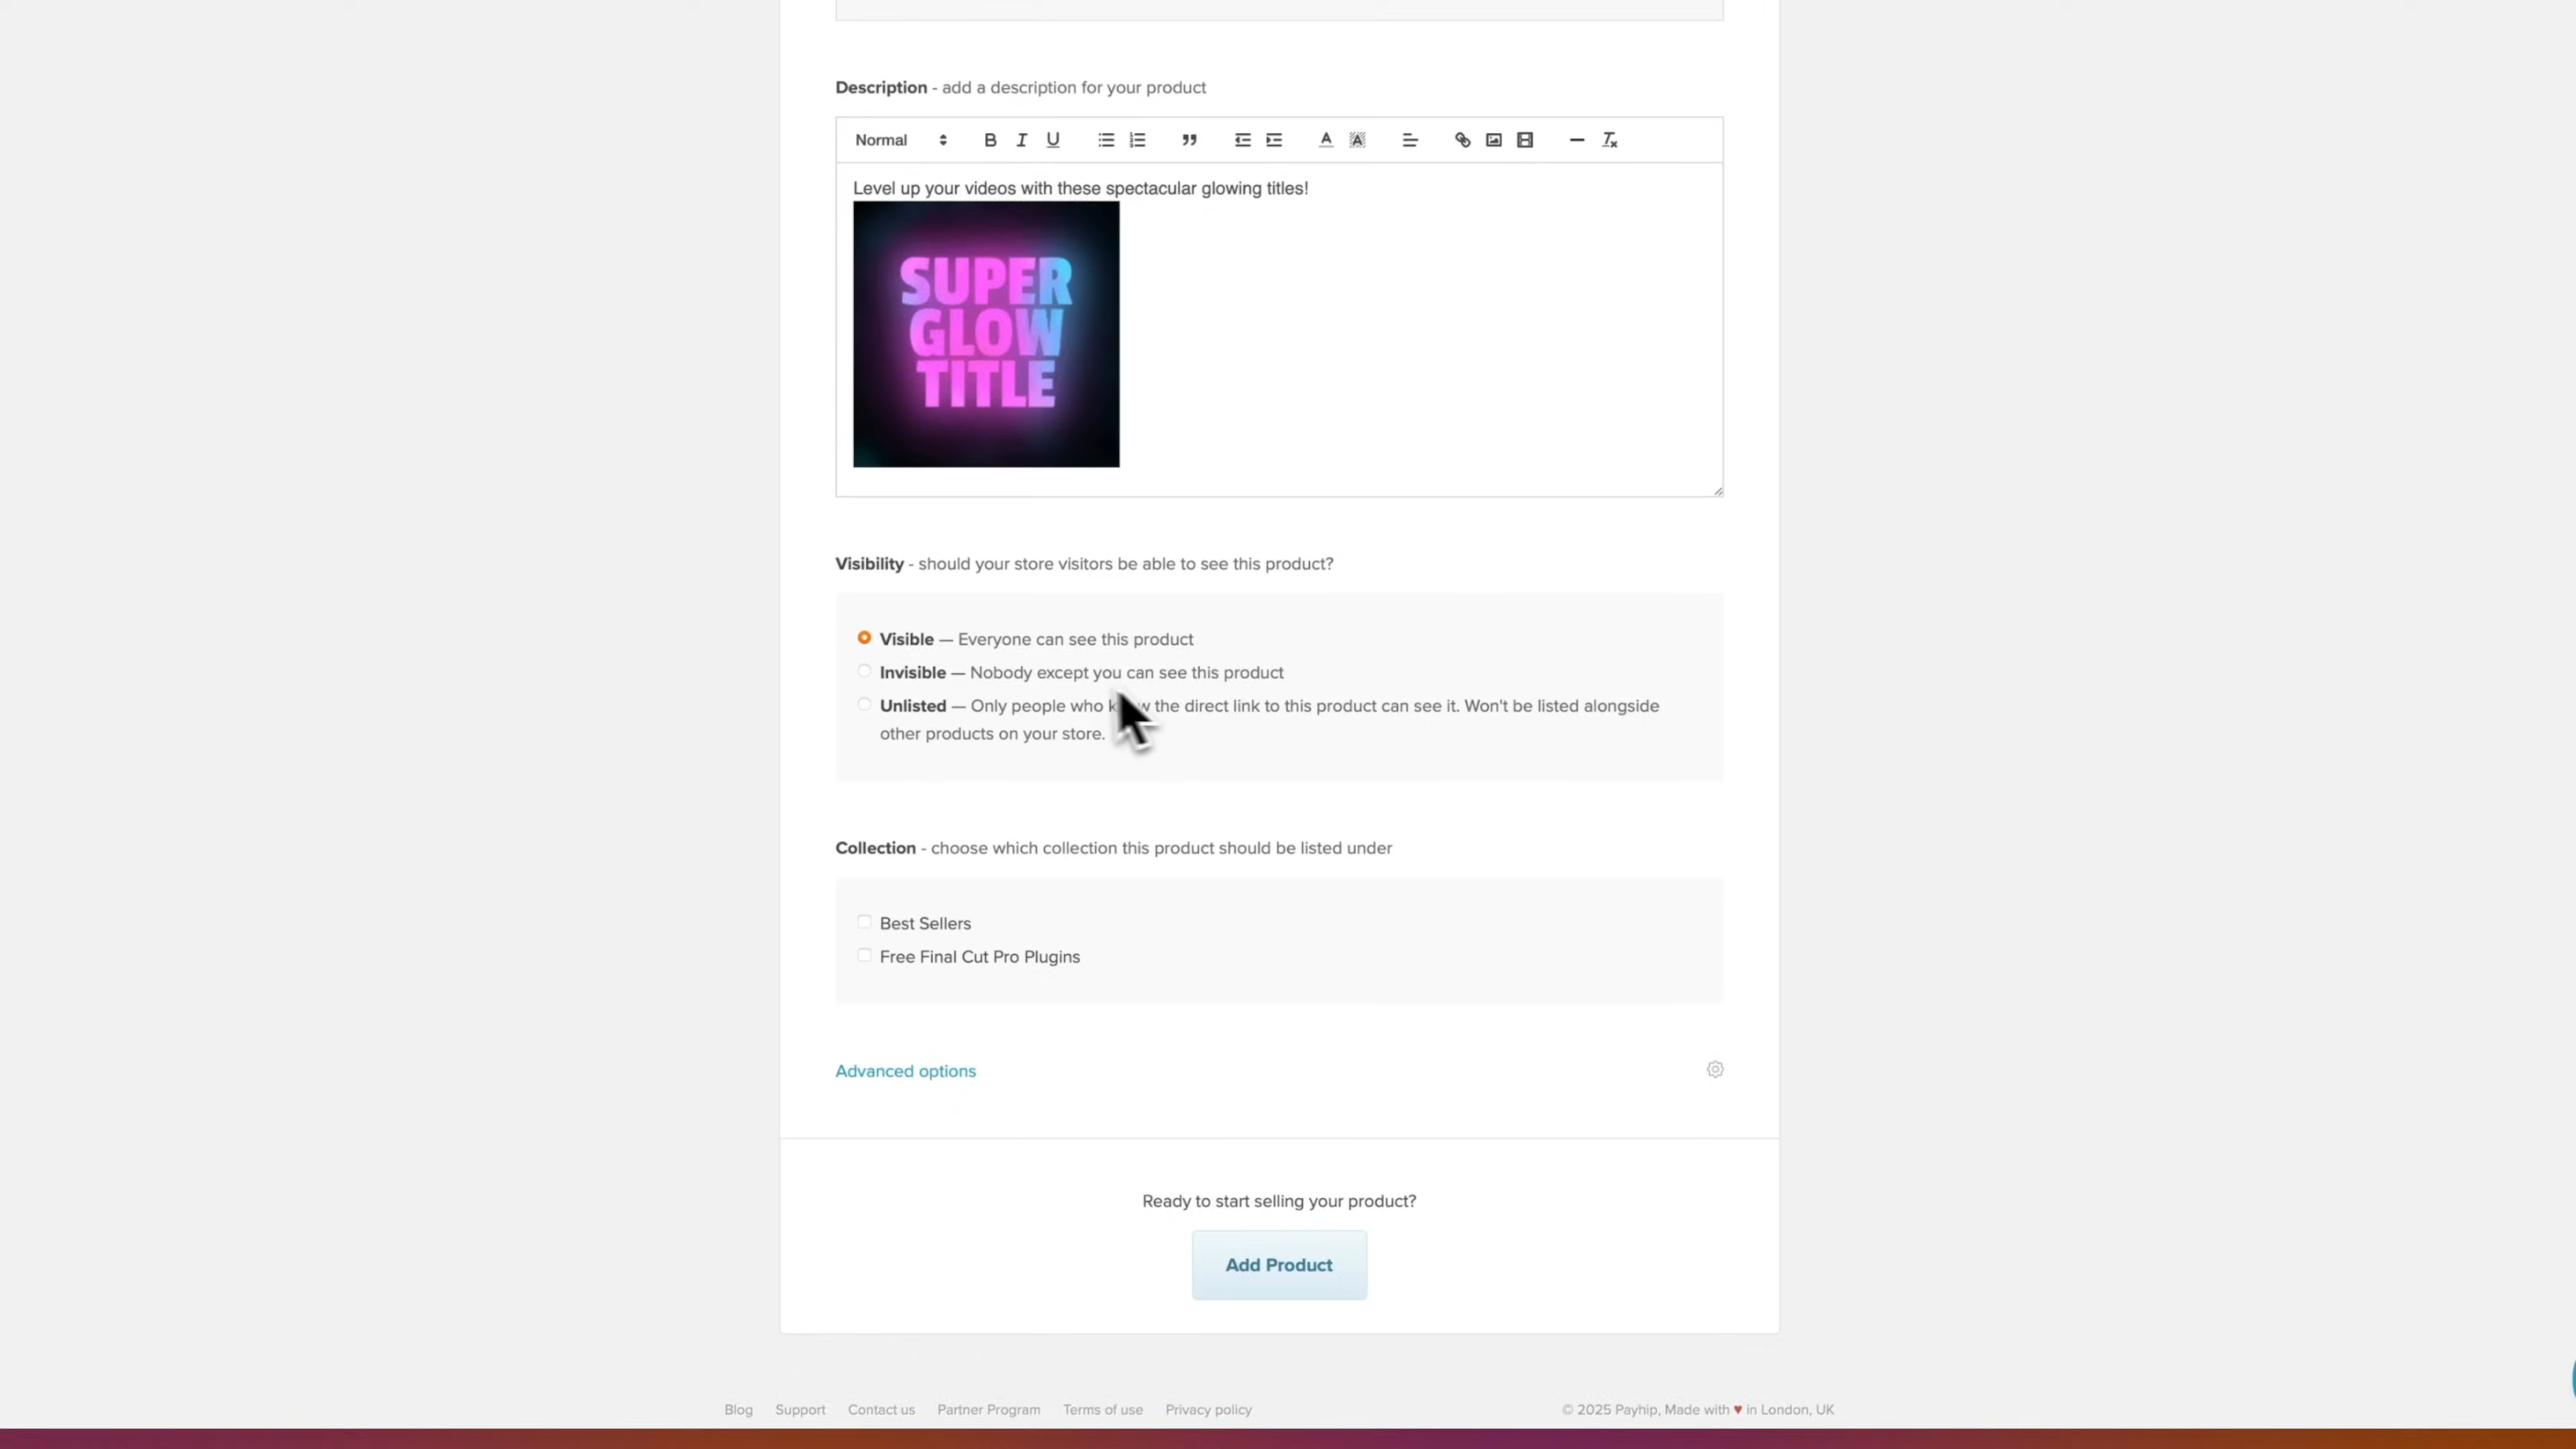 Description - add a description for your product
Normal
Level up your videos with these spectacular glowing titles!
SUPER
GLOW
TITLE
Visibility - should your store visitors be able to see this product?
Visible — Everyone can see this product
Invisible — Nobody except you can see this product
Unlisted — Only people who know the direct link to this product can see it. Won't be listed alongside
other products on your store.
Collection - choose which collection this product should be listed under
Best Sellers
Free Final Cut Pro Plugins
Advanced options
Ready to start selling your product?
Add Product
Blog Support Contact us Partner Program Terms of use Privacy policy © 2025 Payhip, Made with ♥ in London, UK